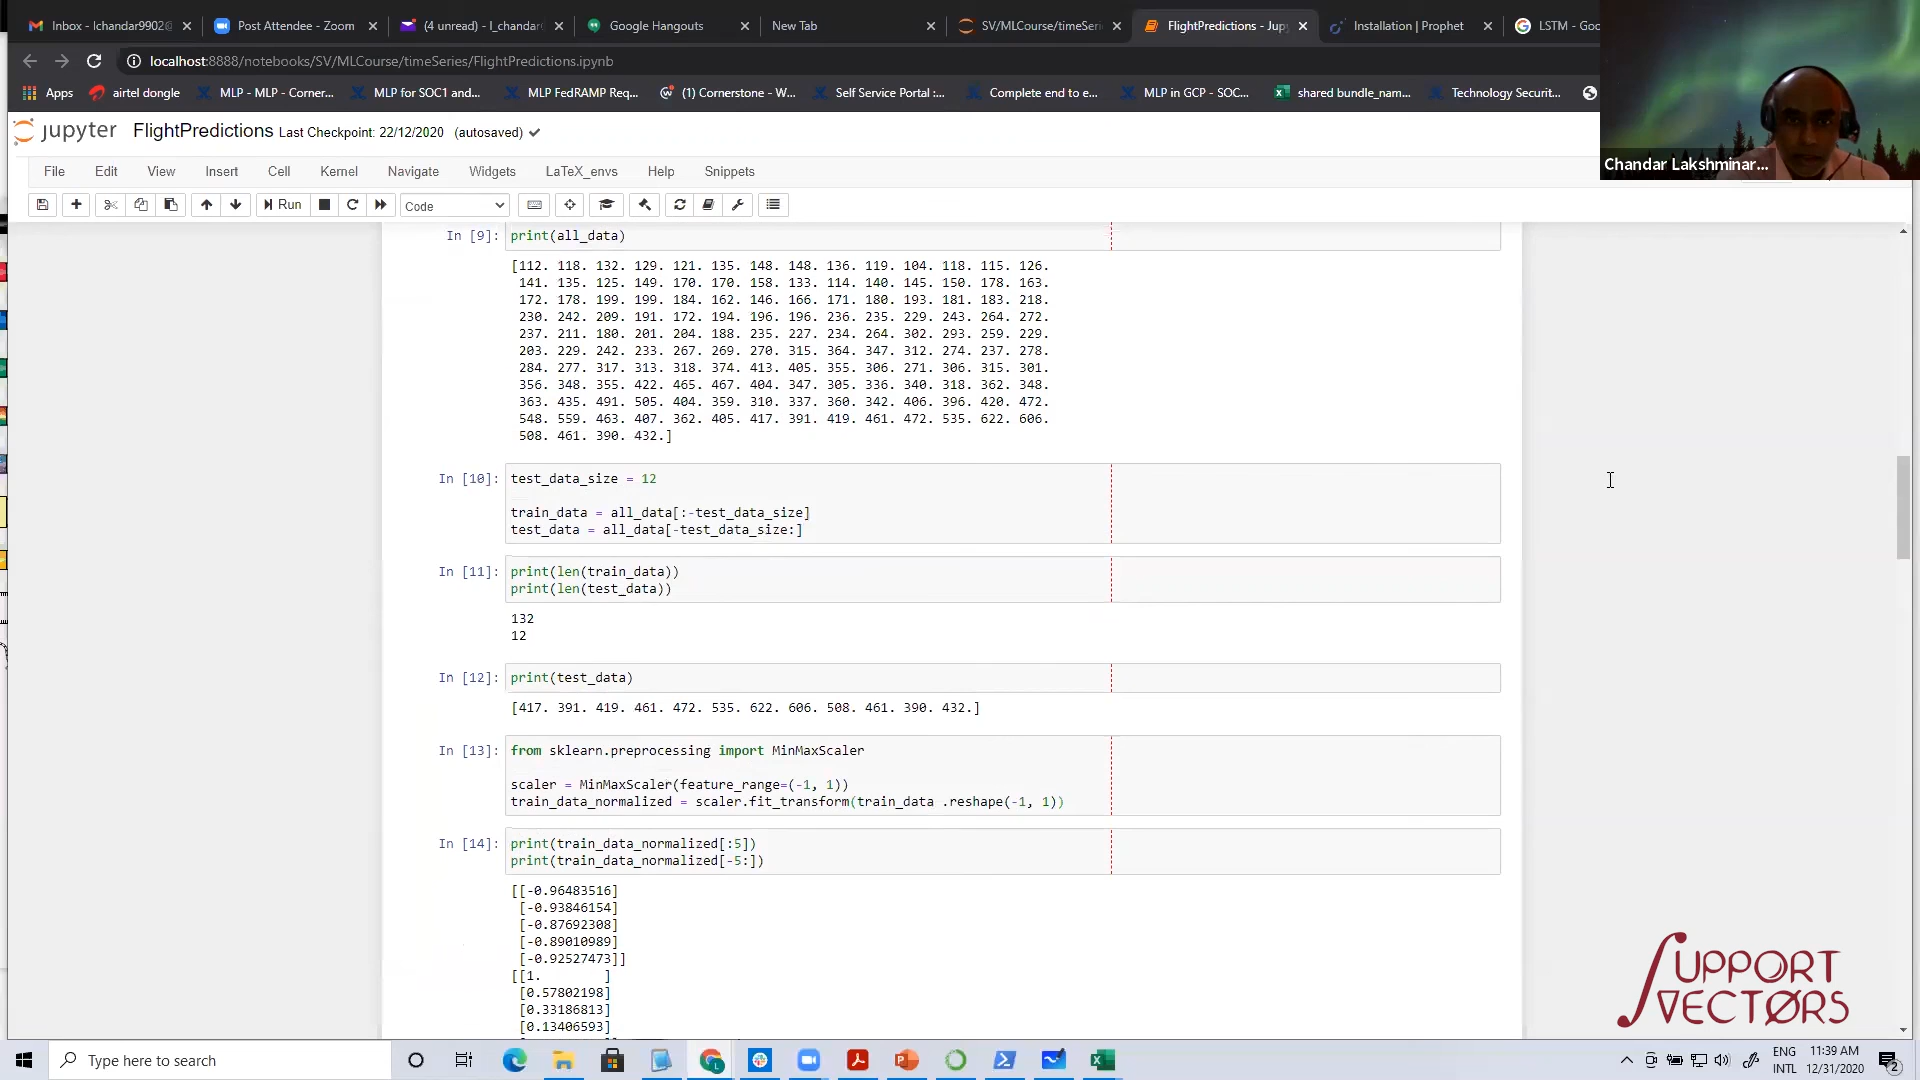 Inbox - lchandar9902@
Post Attendee - Zoom
(4 unread) - l_chandar
Google Hangouts
New Tab
SV/MLCourse/timeSeri
FlightPredictions - Jup
Installation | Prophet
LSTM - Goo
localhost:8888/notebooks/SV/MLCourse/timeSeries/FlightPredictions.ipynb
Apps
airtel dongle
MLP - MLP - Corner...
MLP for SOC1 and...
MLP FedRAMP Req...
(1) Cornerstone - W...
Self Service Portal :...
Complete end to e...
MLP in GCP - SOC...
shared bundle_nam...
Technology Securit...
Chandar Lakshminar...
jupyter FlightPredictions Last Checkpoint: 22/12/2020 (autosaved)
File Edit View Insert Cell Kernel Navigate Widgets LaTeX_envs Help Snippets
Run
Code
In [9]: print(all_data)
[112. 118. 132. 129. 121. 135. 148. 148. 136. 119. 104. 118. 115. 126.
141. 135. 125. 149. 170. 170. 158. 133. 114. 140. 145. 150. 178. 163.
172. 178. 199. 199. 184. 162. 146. 166. 171. 180. 193. 181. 183. 218.
230. 242. 209. 191. 172. 194. 196. 196. 236. 235. 229. 243. 264. 272.
237. 211. 180. 201. 204. 188. 235. 227. 234. 264. 302. 293. 259. 229.
203. 229. 242. 233. 267. 269. 270. 315. 364. 347. 312. 274. 237. 278.
284. 277. 317. 313. 318. 374. 413. 405. 355. 306. 271. 306. 315. 301.
356. 348. 355. 422. 465. 467. 404. 347. 305. 336. 340. 318. 362. 348.
363. 435. 491. 505. 404. 359. 310. 337. 360. 342. 406. 396. 420. 472.
548. 559. 463. 407. 362. 405. 417. 391. 419. 461. 472. 535. 622. 606.
508. 461. 390. 432.]
In [10]: test_data_size = 12
train_data = all_data[:-test_data_size]
test_data = all_data[-test_data_size:]
In [11]: print(len(train_data))
print(len(test_data))
132
12
In [12]: print(test_data)
[417. 391. 419. 461. 472. 535. 622. 606. 508. 461. 390. 432.]
In [13]: from sklearn.preprocessing import MinMaxScaler
scaler = MinMaxScaler(feature_range=(-1, 1))
train_data_normalized = scaler.fit_transform(train_data .reshape(-1, 1))
In [14]: print(train_data_normalized[:5])
print(train_data_normalized[-5:])
[[-0.96483516]
[-0.93846154]
[-0.87692308]
[-0.89010989]
[-0.92527473]]
[[1. ]
[0.57802198]
[0.33186813]
[0.13406593]
SUPPORT
VECTORS
Type here to search
ENG
INTL
11:39 AM
12/31/2020
2